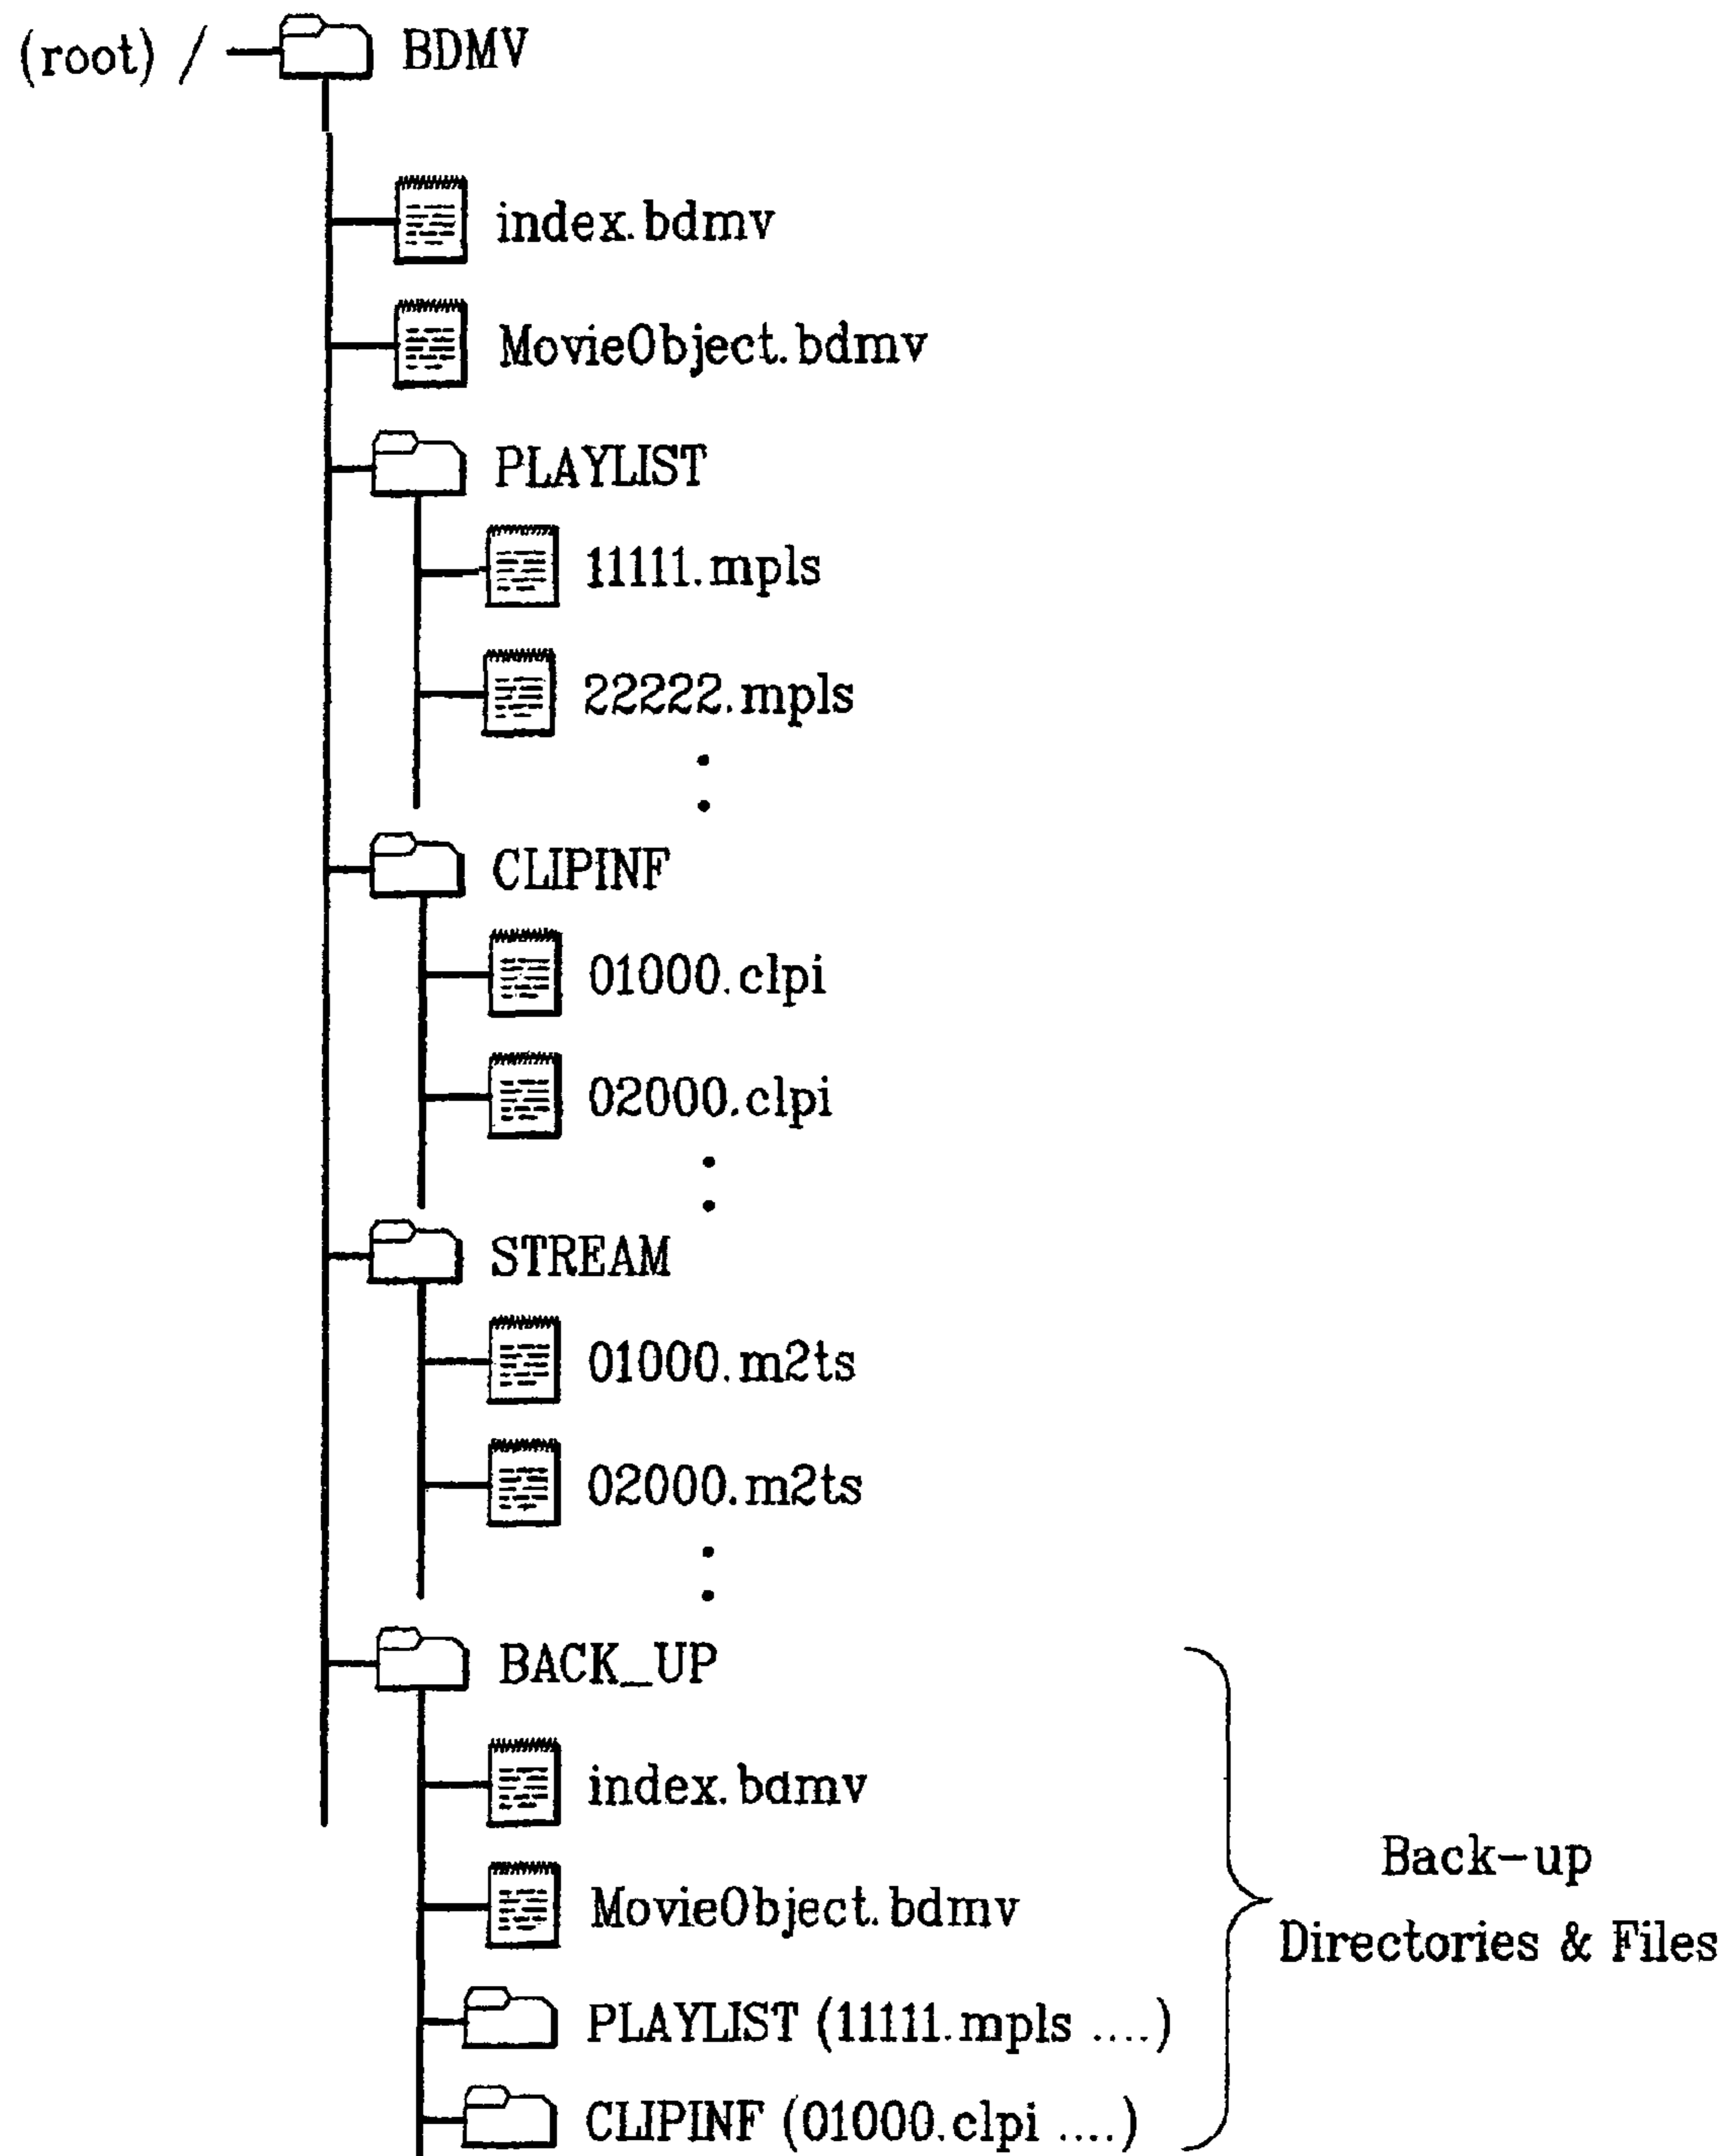 (root) / BDMV
index.bdmv
MovieObject.bdmv
PLAYLIST
11111.mpls
22222.mpls
CLIPINF
01000.clpi
02000.clpi
STREAM
01000.m2ts
02000.m2ts
BACK_UP
index.bdmv
MovieObject.bdmv
PLAYLIST (11111.mpls ....)
CLIPINF (01000.clpi ....)
Back-up
Directories & Files